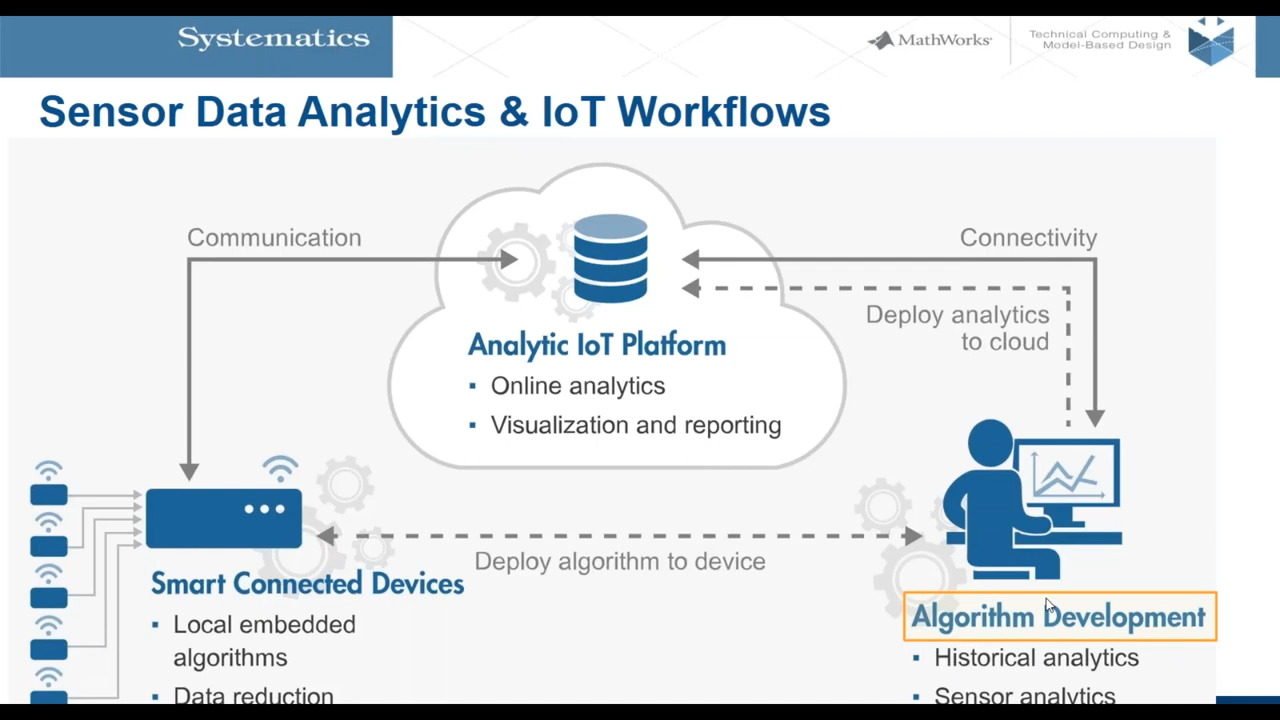 Systematics
MathWorks
Technical Computing &
Model-Based Design
Sensor Data Analytics & IoT Workflows
Communication
Connectivity
Deploy analytics
to cloud
Analytic IoT Platform
▪ Online analytics
▪ Visualization and reporting
Deploy algorithm to device
Smart Connected Devices
▪ Local embedded
algorithms
▪ Data reduction
Algorithm Development
▪ Historical analytics
▪ Sensor analytics